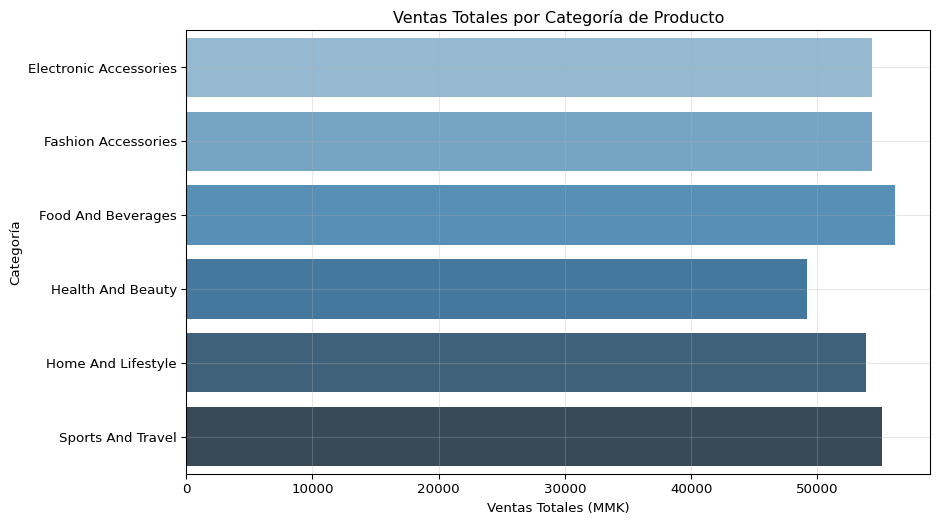 Ventas Totales por Categoría de Producto
Electronic Accessories
Fashion Accessories
Food And Beverages
Health And Beauty
Home And Lifestyle
Sports And Travel
Categoría
0 10000 20000 30000 40000 50000
Ventas Totales (MMK)